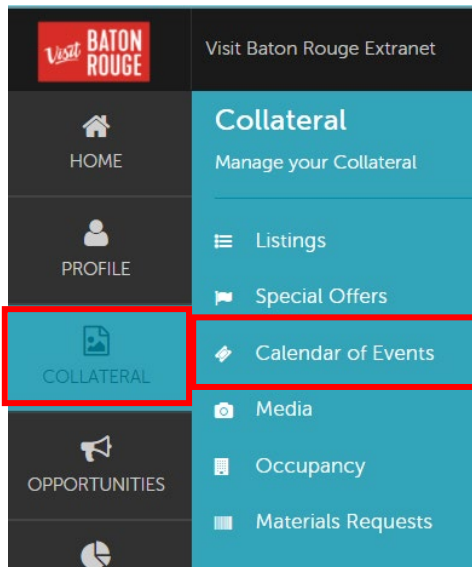 Visit BATON
ROUGE
Visit Baton Rouge Extranet
HOME
PROFILE
COLLATERAL
OPPORTUNITIES
Collateral
Manage your Collateral
Listings
Special Offers
Calendar of Events
Media
Occupancy
Materials Requests